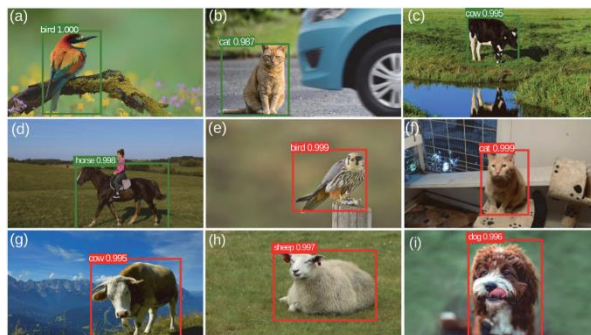 (a)
bird 1.000
(b)
cat 0.987
(c)
cow 0.995
(d)
horse 0.998
(e)
bird 0.999
(f)
cat 0.999
(g)
cow 0.995
(h)
sheep 0.997
(i)
dog 0.996